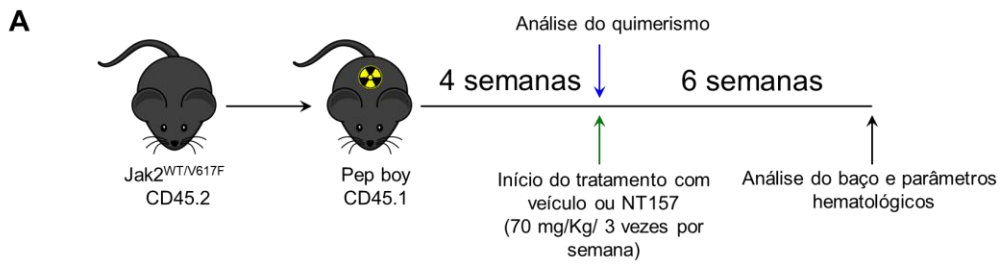 A
Análise do quimerismo
4 semanas
6 semanas
Jak2WT/V617F
CD45.2
Pep boy
CD45.1
Início do tratamento com
veículo ou NT157
(70 mg/Kg/ 3 vezes por
semana)
Análise do baço e parâmetros
hematológicos